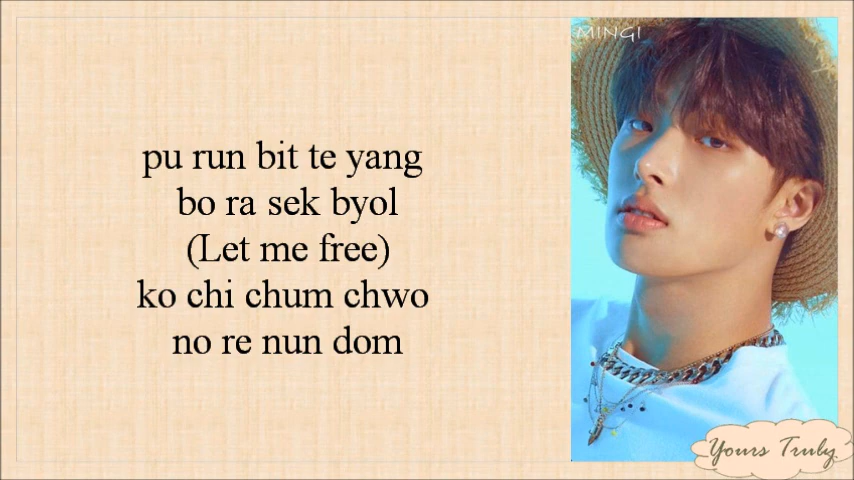 pu run bit te yang
bo ra sek byol
(Let me free)
ko chi chum chwo
no re nun dom
MINGI
Yours Truly